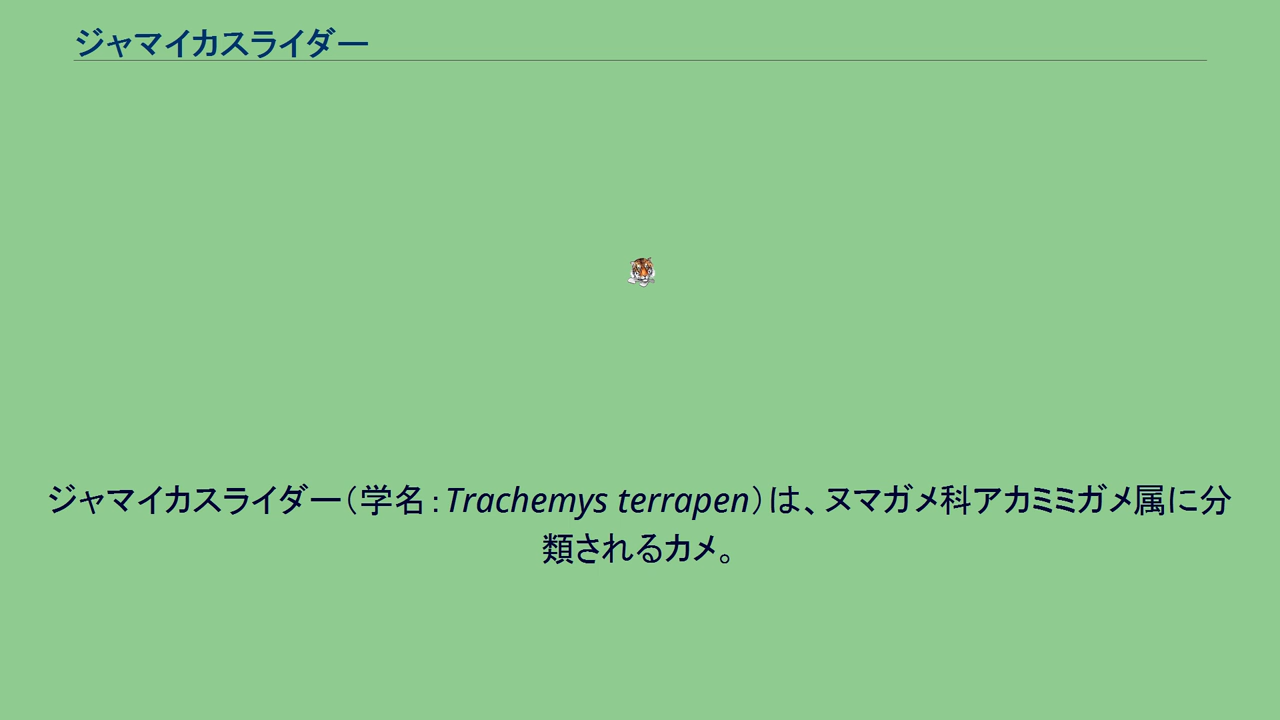 ジャマイカスライダー
ジャマイカスライダー（学名：Trachemys terrapen）は、ヌマガメ科アカミミガメ属に分
類されるカメ。